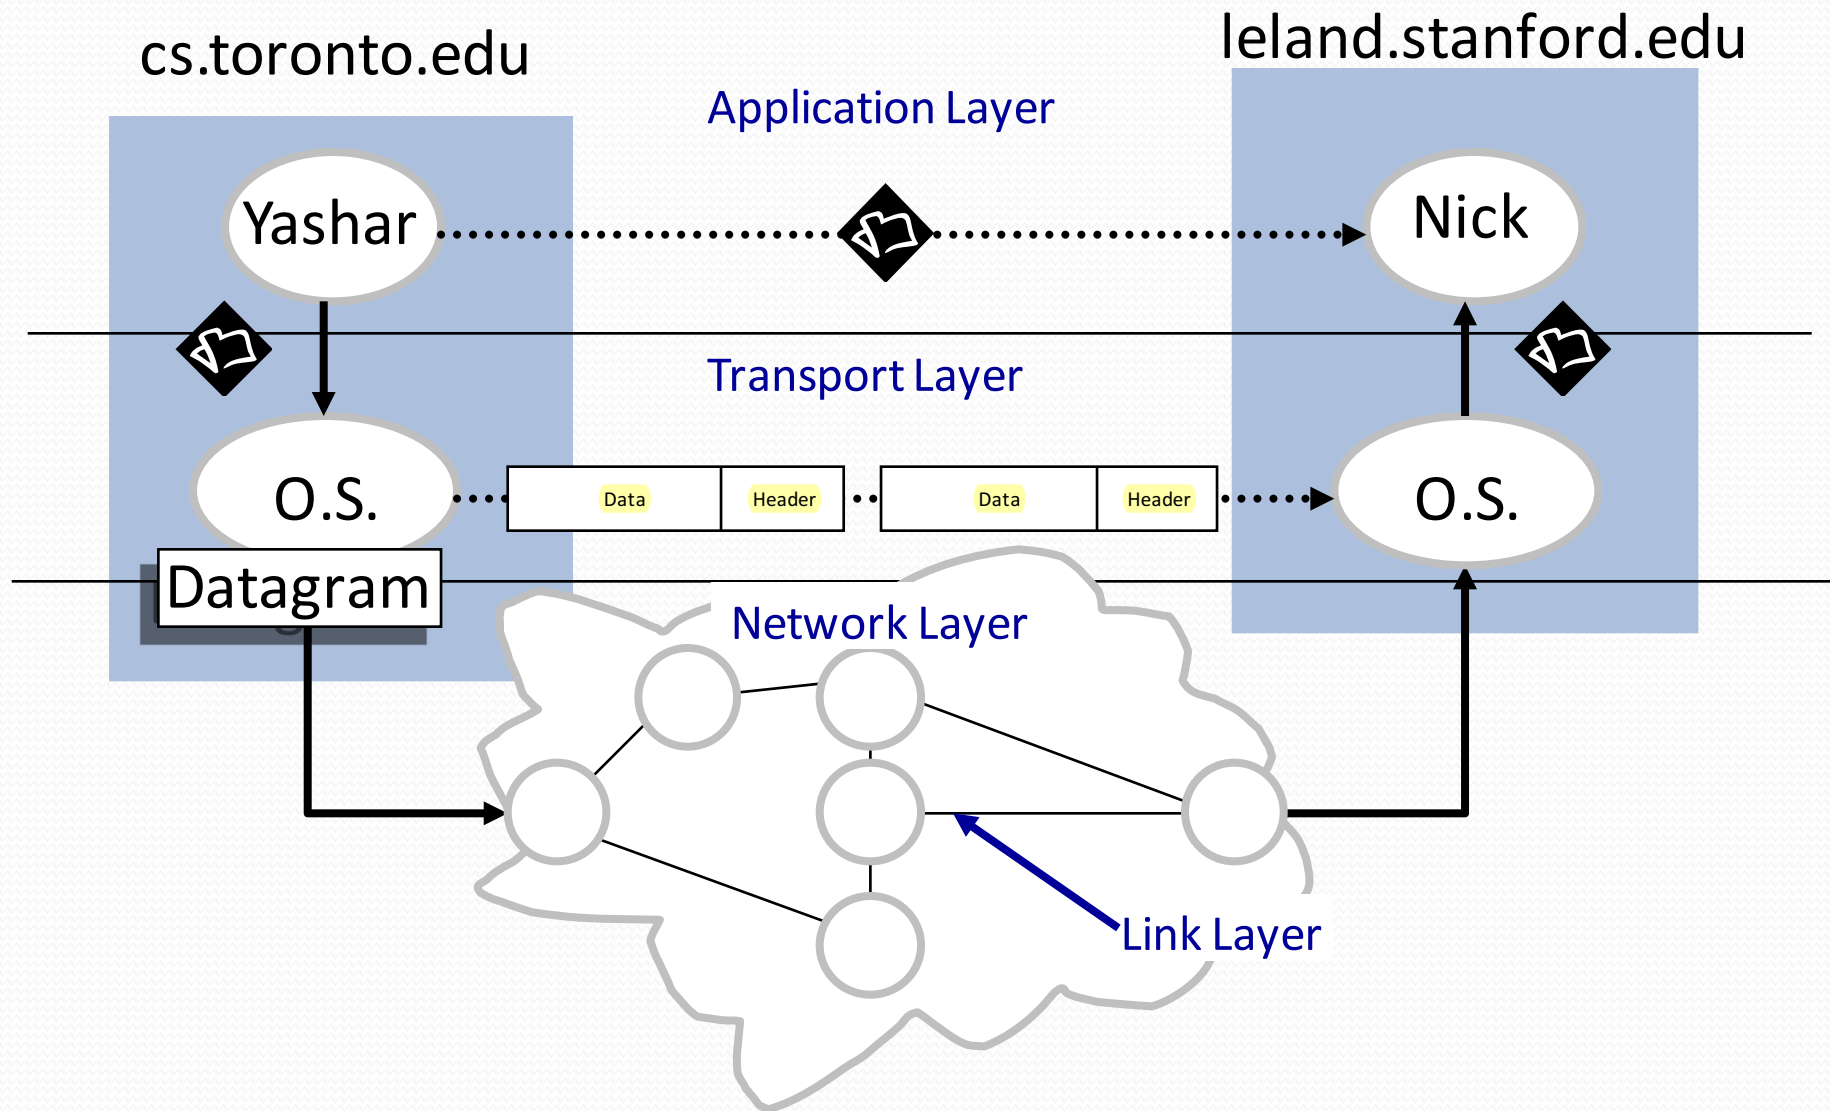 cs.toronto.edu
leland.stanford.edu
Application Layer
Yashar
Nick
Transport Layer
O.S.
Data
Header
Data
Header
O.S.
Datagram
Network Layer
Link Layer